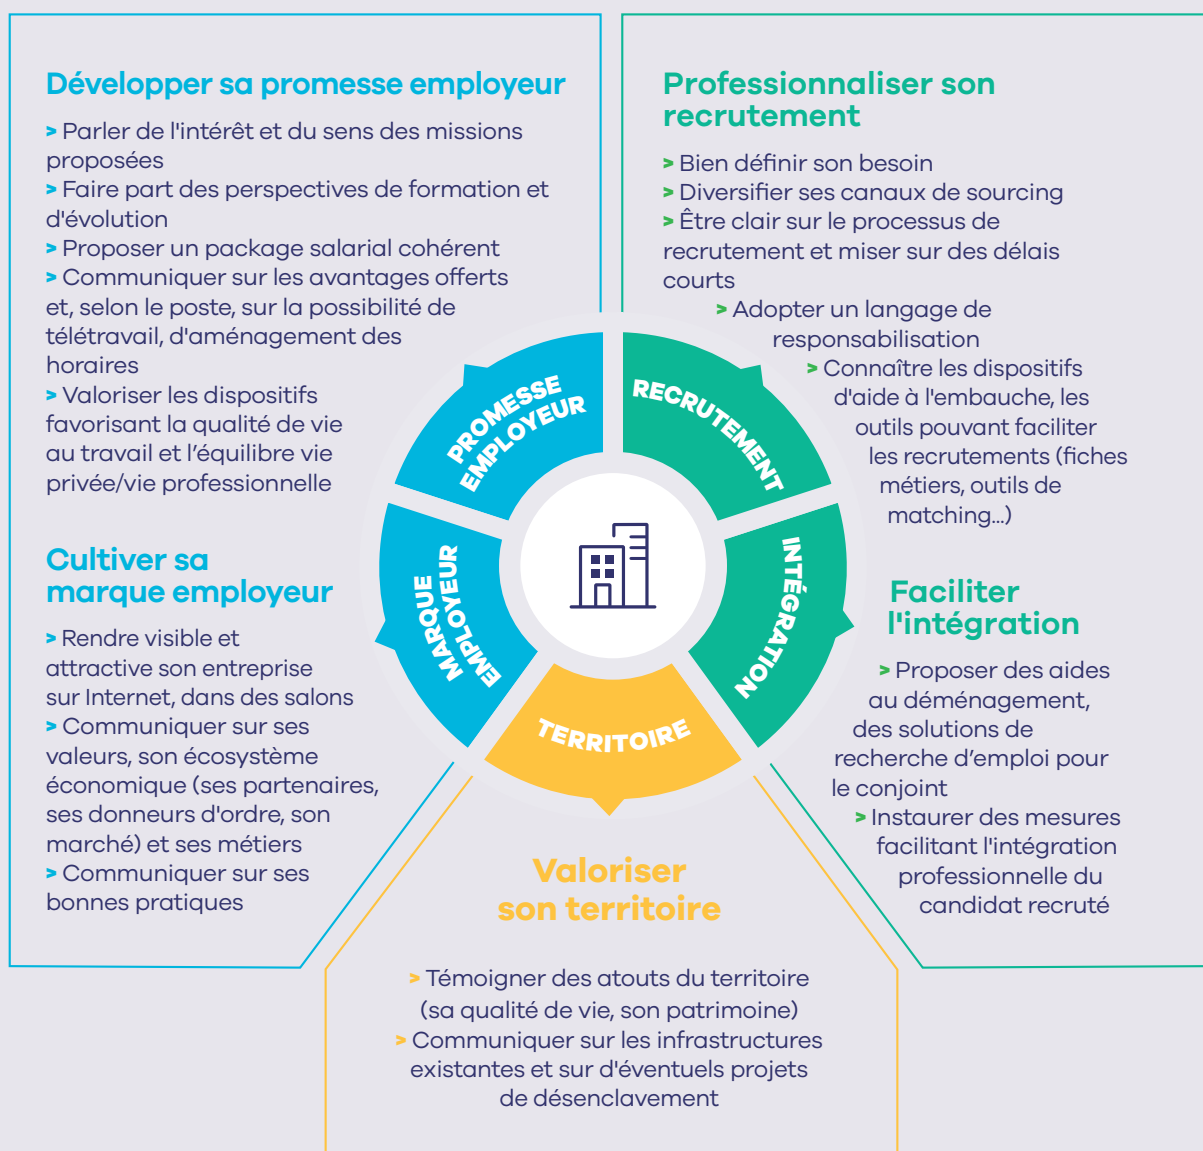 Développer sa promesse employeur
> Parler de l'intérêt et du sens des missions
proposées
> Faire part des perspectives de formation et
d'évolution
> Proposer un package salarial cohérent
> Communiquer sur les avantages offerts
et, selon le poste, sur la possibilité de
télétravail, d'aménagement des
horaires
> Valoriser les dispositifs
favorisant la qualité de vie
au travail et l’équilibre vie
privée/vie professionnelle
Cultiver sa
marque employeur
> Rendre visible et
attractive son entreprise
sur Internet, dans des salons
> Communiquer sur ses
valeurs, son écosystème
économique (ses partenaires,
ses donneurs d'ordre, son
marché) et ses métiers
> Communiquer sur ses
bonnes pratiques
Professionnaliser son
recrutement
> Bien définir son besoin
> Diversifier ses canaux de sourcing
> Être clair sur le processus de
recrutement et miser sur des délais
courts
> Adopter un langage de
responsabilisation
> Connaître les dispositifs
d'aide à l'embauche, les
outils pouvant faciliter
les recrutements (fiches
métiers, outils de
matching...)
Faciliter
l'intégration
> Proposer des aides
au déménagement,
des solutions de
recherche d’emploi pour
le conjoint
> Instaurer des mesures
facilitant l'intégration
professionnelle du
candidat recruté
PROMESSE
EMPLOYEUR
RECRUTEMENT
INTÉGRATION
TERRITOIRE
MARQUE
EMPLOYEUR
Valoriser
son territoire
> Témoigner des atouts du territoire
(sa qualité de vie, son patrimoine)
> Communiquer sur les infrastructures
existantes et sur d'éventuels projets
de désenclavement